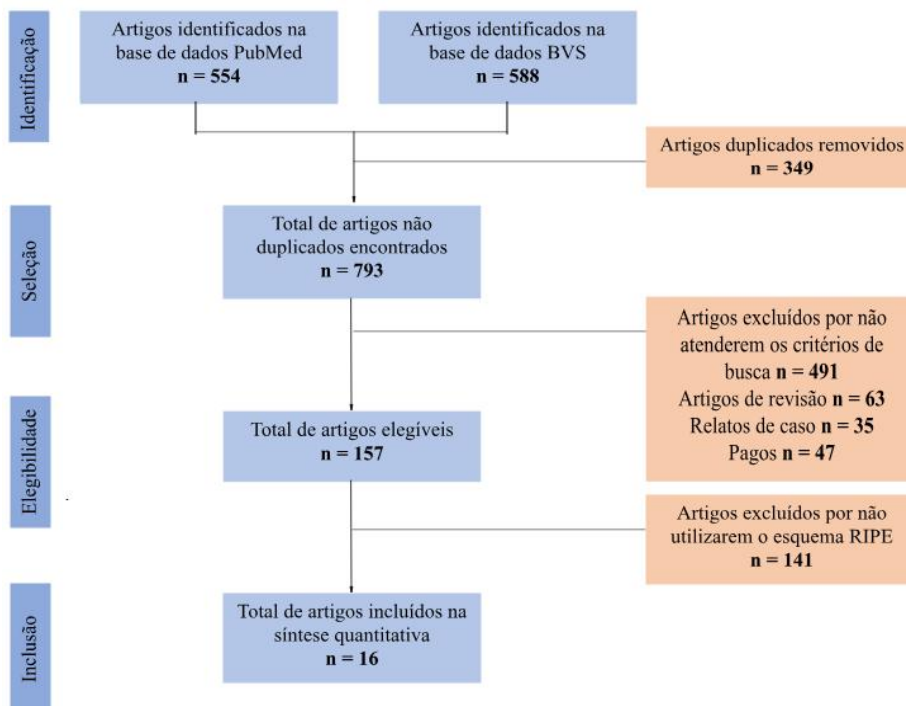 Identificação
Artigos identificados na
base de dados PubMed
n = 554
Artigos identificados na
base de dados BVS
n = 588
Artigos duplicados removidos
n = 349
Seleção
Total de artigos não
duplicados encontrados
n = 793
Artigos excluídos por não
atenderem os critérios de
busca n = 491
Artigos de revisão n = 63
Relatos de caso n = 35
Pagos n = 47
Elegibilidade
Total de artigos elegíveis
n = 157
Artigos excluídos por não
utilizarem o esquema RIPE
n = 141
Inclusão
Total de artigos incluídos na
síntese quantitativa
n = 16